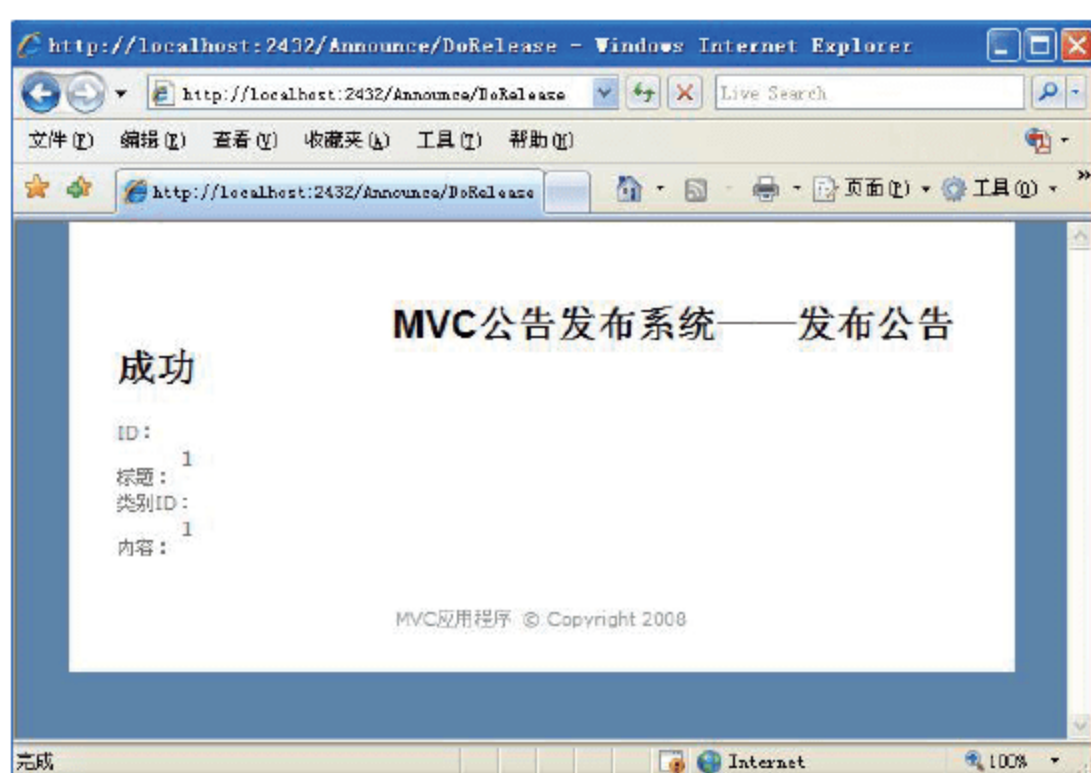 http://localhost:2432/Announce/DoRelease - Windows Internet Explorer
http://localhost:2432/Announce/DoRelease
Live Search
文件(F) 编辑(E) 查看(V) 收藏夹(A) 工具(T) 帮助(H)
http://localhost:2432/Announce/DoRelease
页面(P)
工具(O)
»
MVC公告发布系统——发布公告
成功
ID：
1
标题：
类别ID：
1
内容：
MVC应用程序 © Copyright 2008
完成
Internet
100%